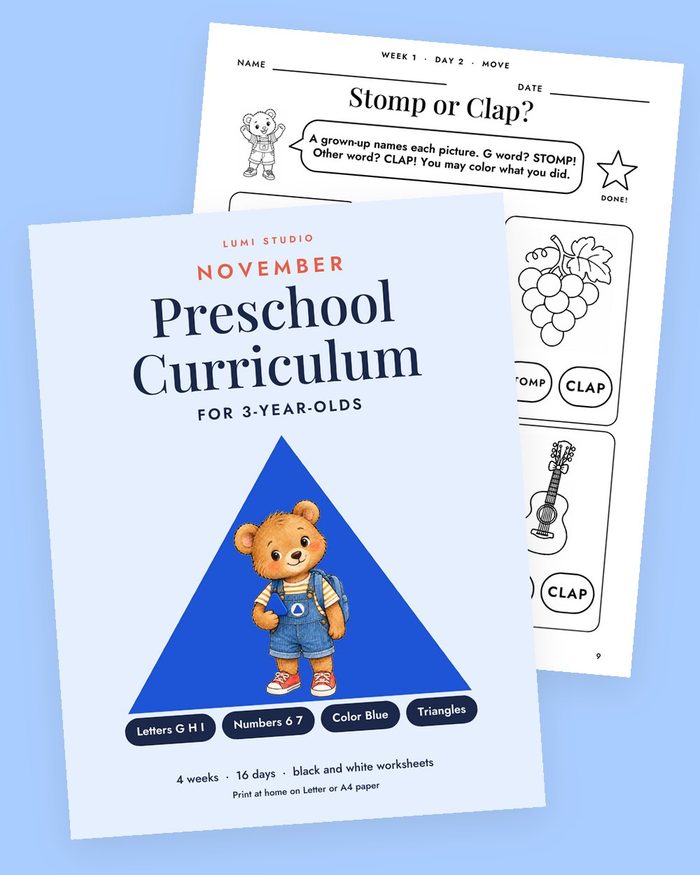 WEEK 1 · DAY 2 · MOVE
NAME
DATE
Stomp or Clap?
A grown-up names each picture. G word? STOMP!
Other word? CLAP! You may color what you did.
DONE!
CLAP
CLAP
9
LUMI STUDIO
NOVEMBER
Preschool
Curriculum
FOR 3-YEAR-OLDS
Letters G H I
Numbers 6 7
Color Blue
Triangles
4 weeks · 16 days · black and white worksheets
Print at home on Letter or A4 paper